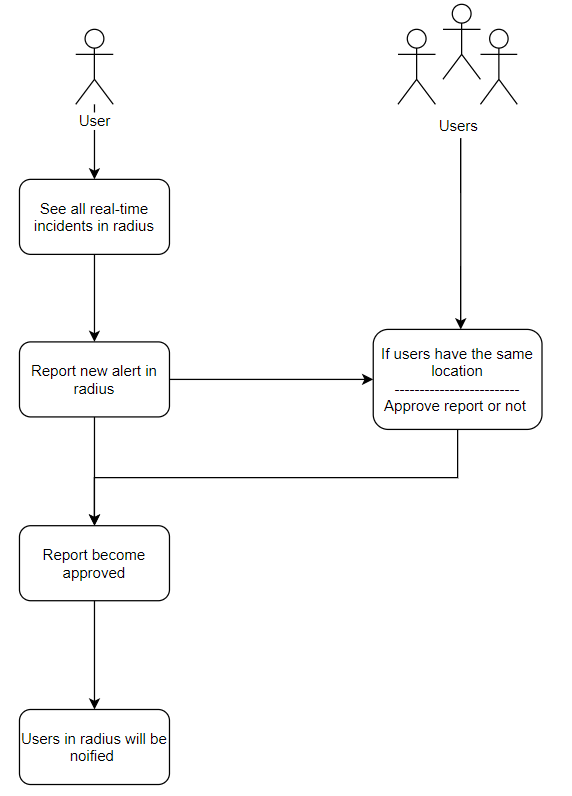 User
Users
See all real-time
incidents in radius
Report new alert in
radius
If users have the same
location
-------------------------
Approve report or not
Report become
approved
Users in radius will be
noified